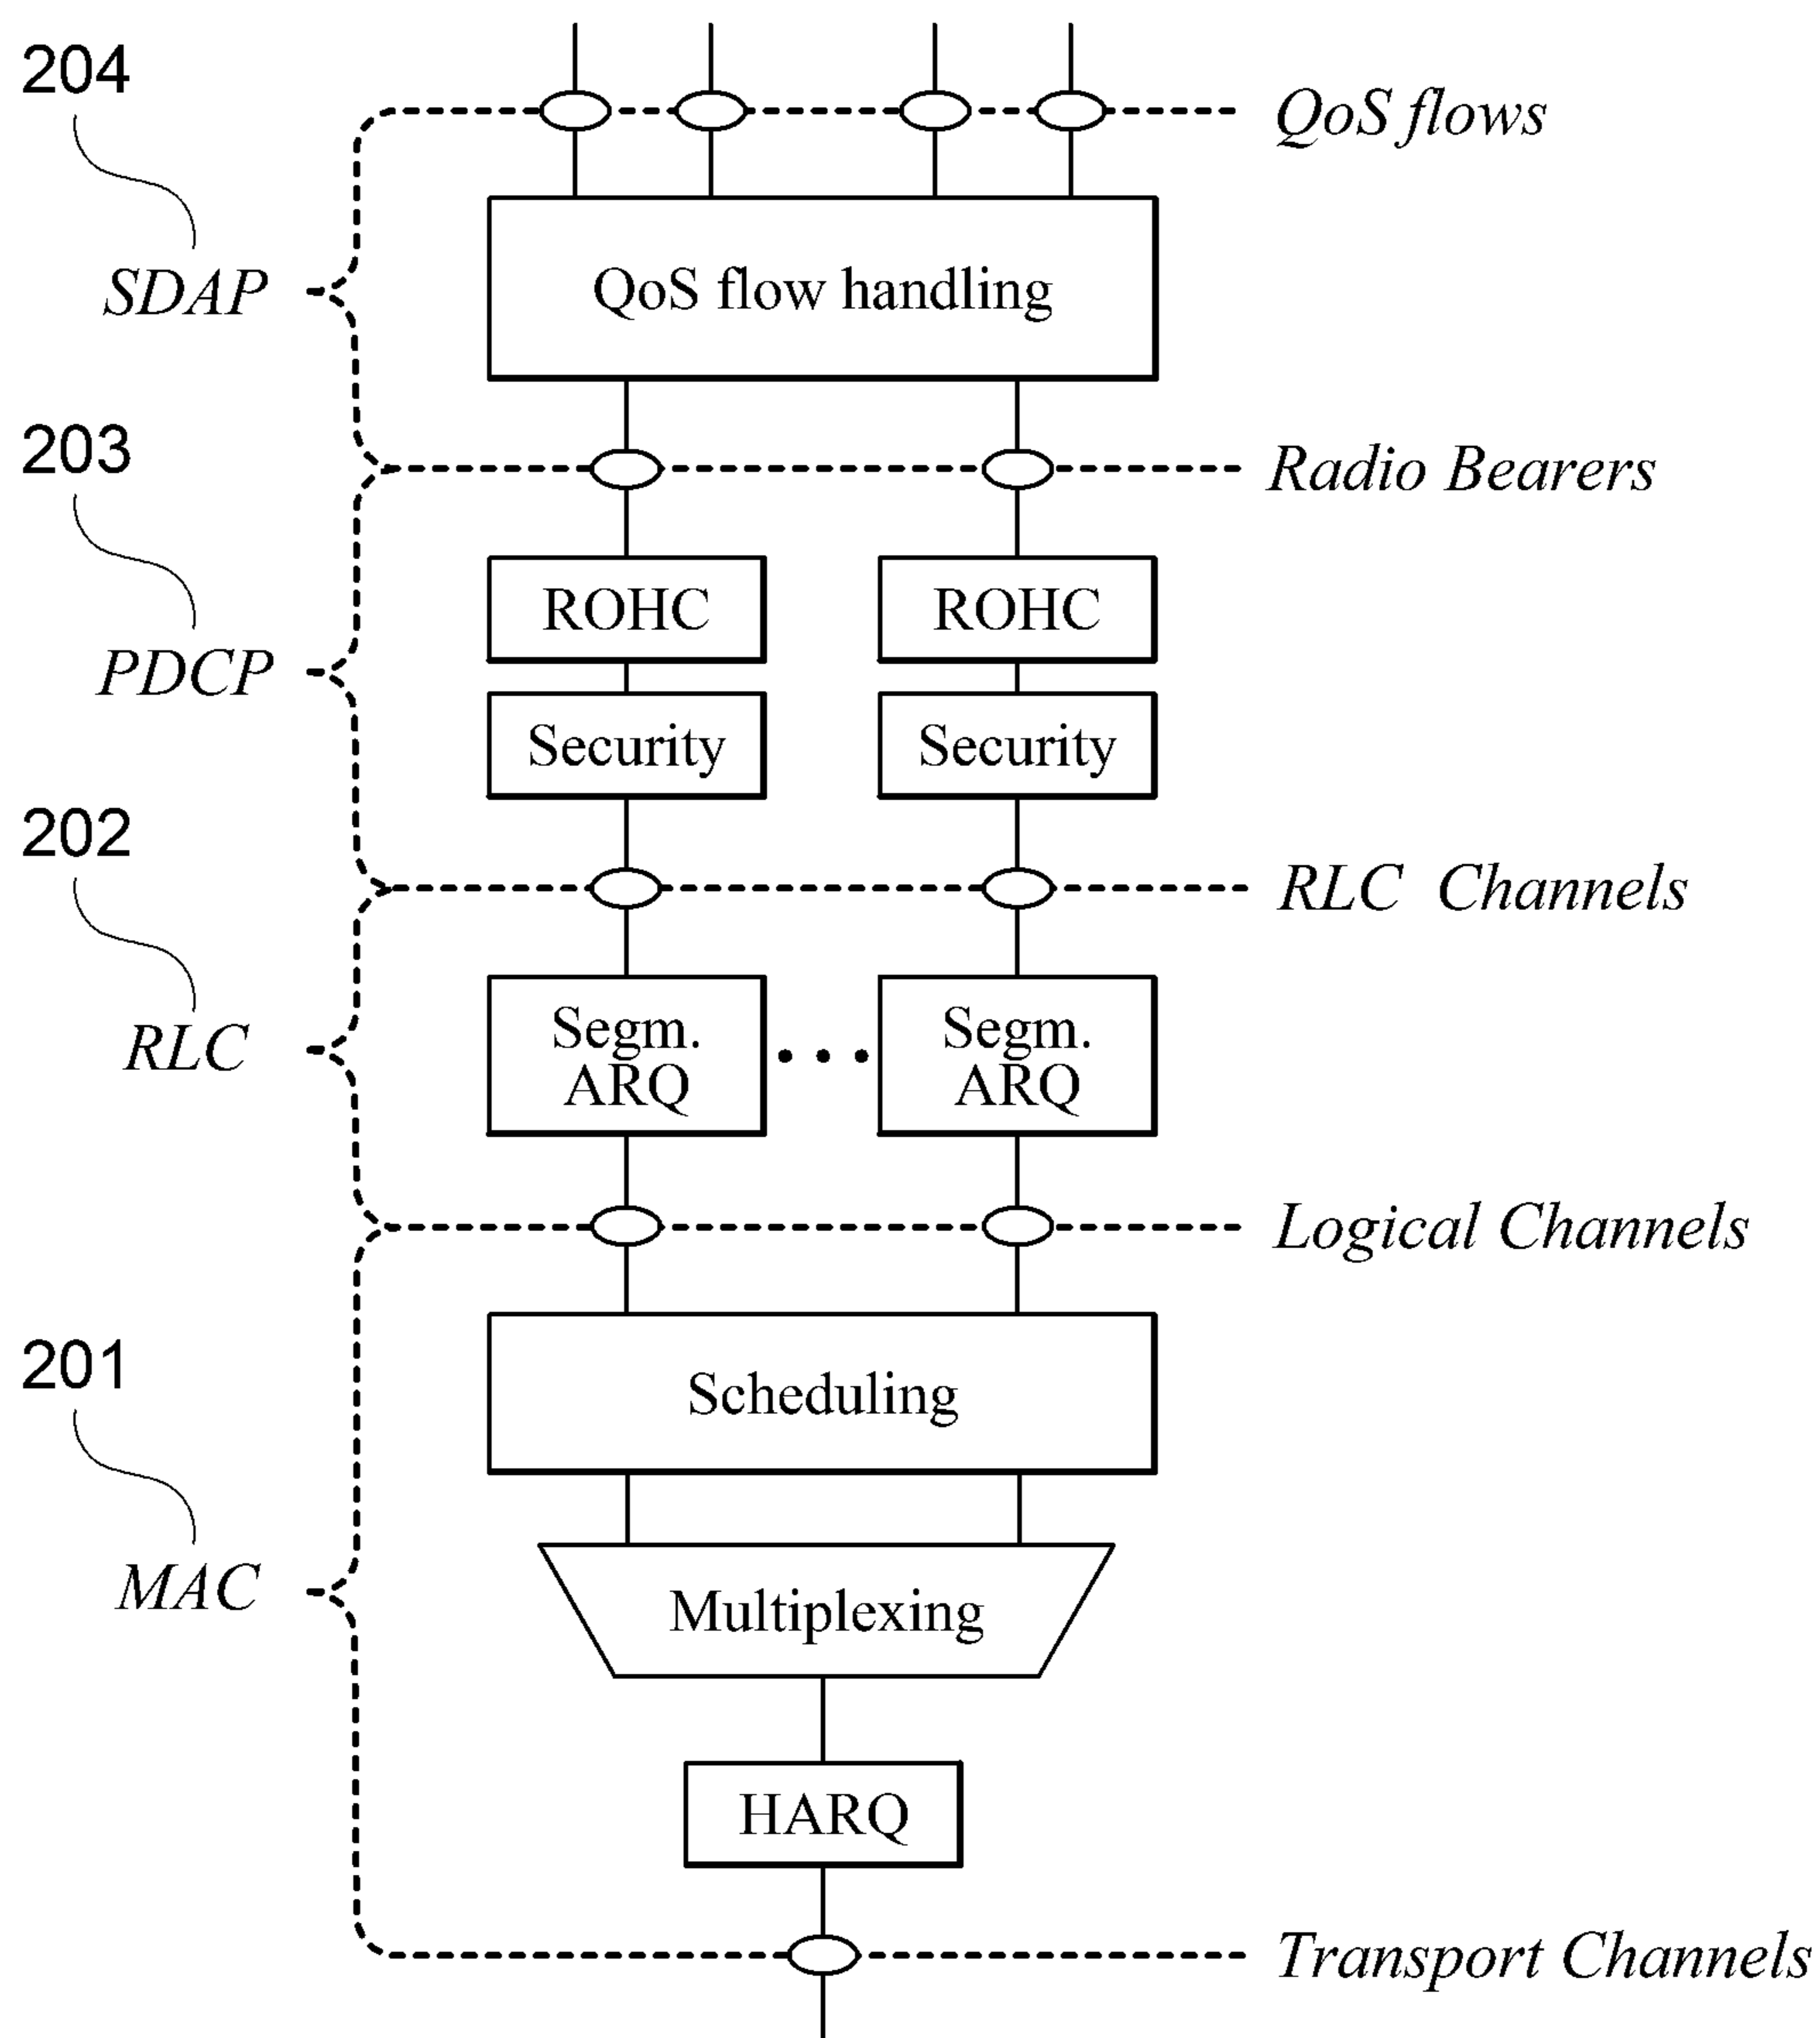 204
QoS flows
SDAP
QoS flow handling
203
Radio Bearers
ROHC
ROHC
PDCP
Security
Security
202
RLC Channels
RLC
Segm.
ARQ
Segm.
ARQ
Logical Channels
201
Scheduling
MAC
Multiplexing
HARQ
Transport Channels